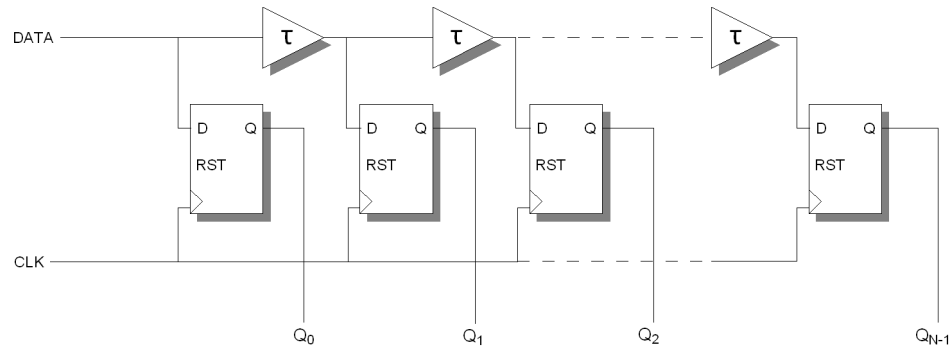 DATA
τ τ τ
D Q D Q D Q D Q
RST RST RST RST
CLK
Q0 Q1 Q2 QN-1